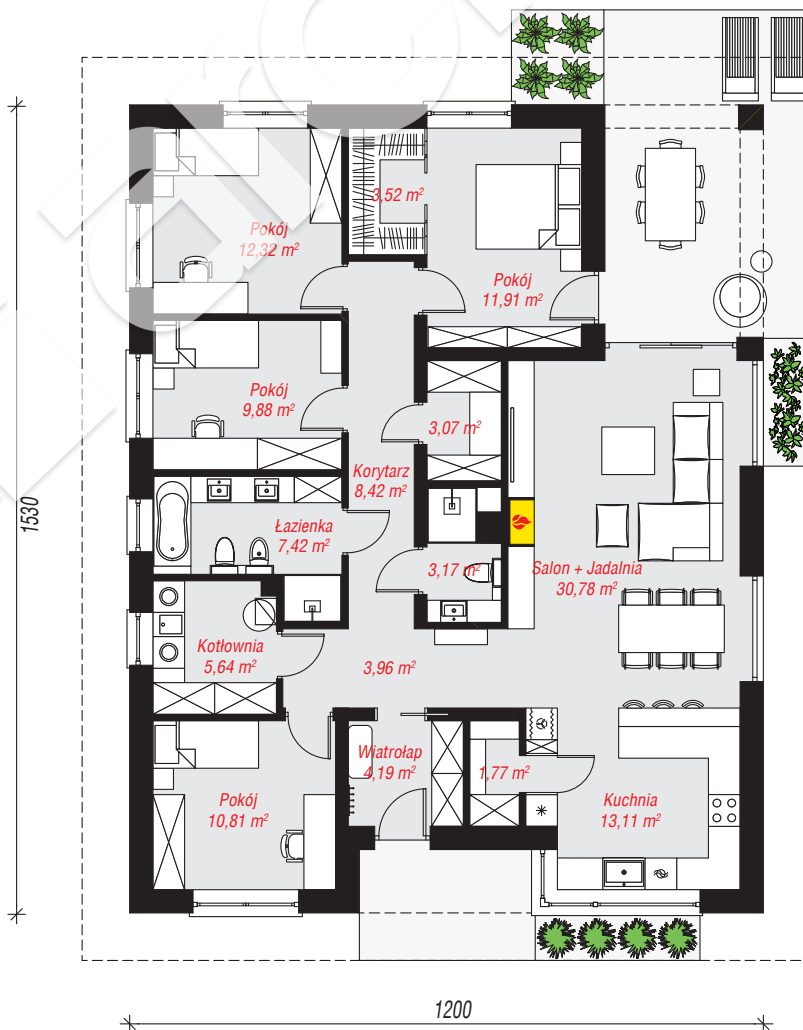 3,52 m²
Pokój
12,32 m²
Pokój
11,91 m²
Pokój
9,88 m²
3,07 m²
Korytarz
8,42 m²
1530
Łazienka
7,42 m²
3,17 m²
Salon + Jadalnia
30,78 m²
Kotłownia
5,64 m²
3,96 m²
Wiatrołap
4,19 m²
1,77 m²
Pokój
10,81 m²
Kuchnia
13,11 m²
1200